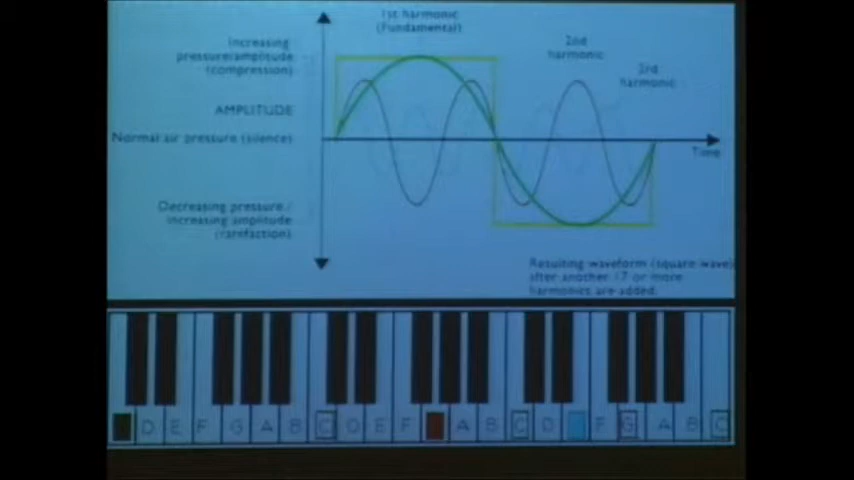 1st harmonic
(Fundamental)
Increasing
pressure/amplitude
(compression)
2nd
harmonic
3rd
harmonic
AMPLITUDE
Normal air pressure (silence)
Time
Decreasing pressure /
increasing amplitude
(rarefaction)
Resulting waveform (square wave)
after another 17 or more
harmonics are added.
D E F G A B C D E F A B C D F G A B C